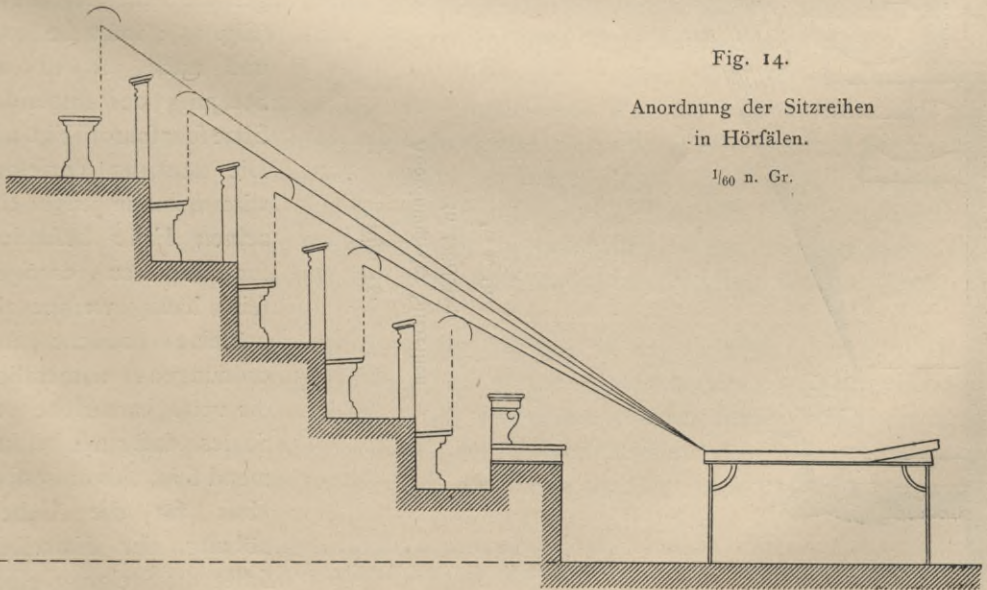 Fig. 14.
Anordnung der Sitzreihen
in Hörſälen.
1/60 n. Gr.